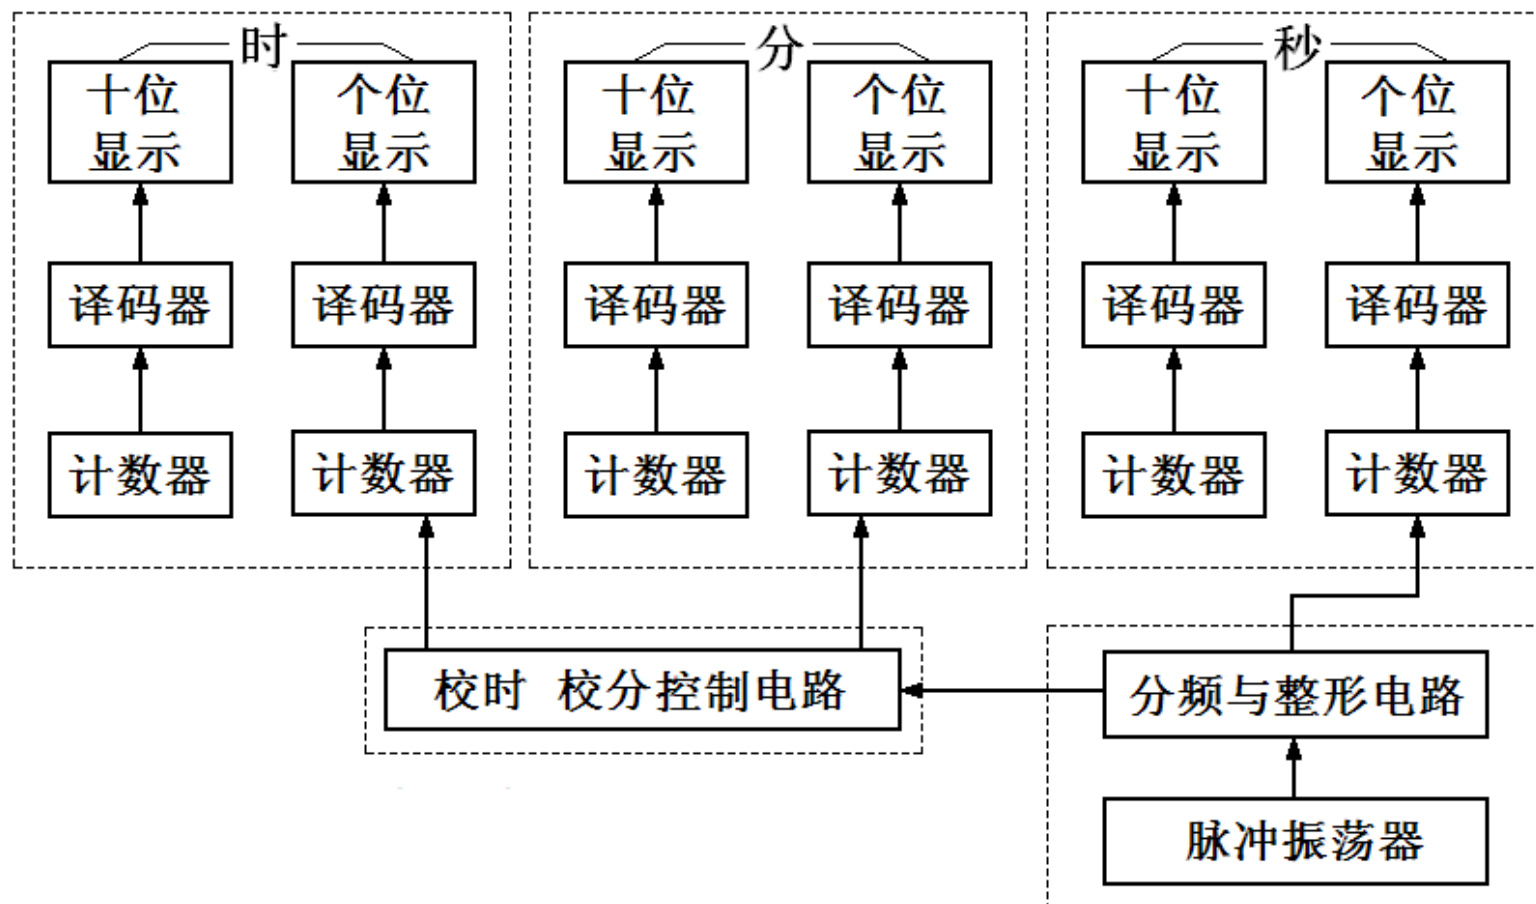 时 分 秒
十位 个位 十位 个位 十位 个位
显示 显示 显示 显示 显示 显示
译码器 译码器 译码器 译码器 译码器 译码器
计数器 计数器 计数器 计数器 计数器 计数器
校时 校分控制电路 分频与整形电路
脉冲振荡器